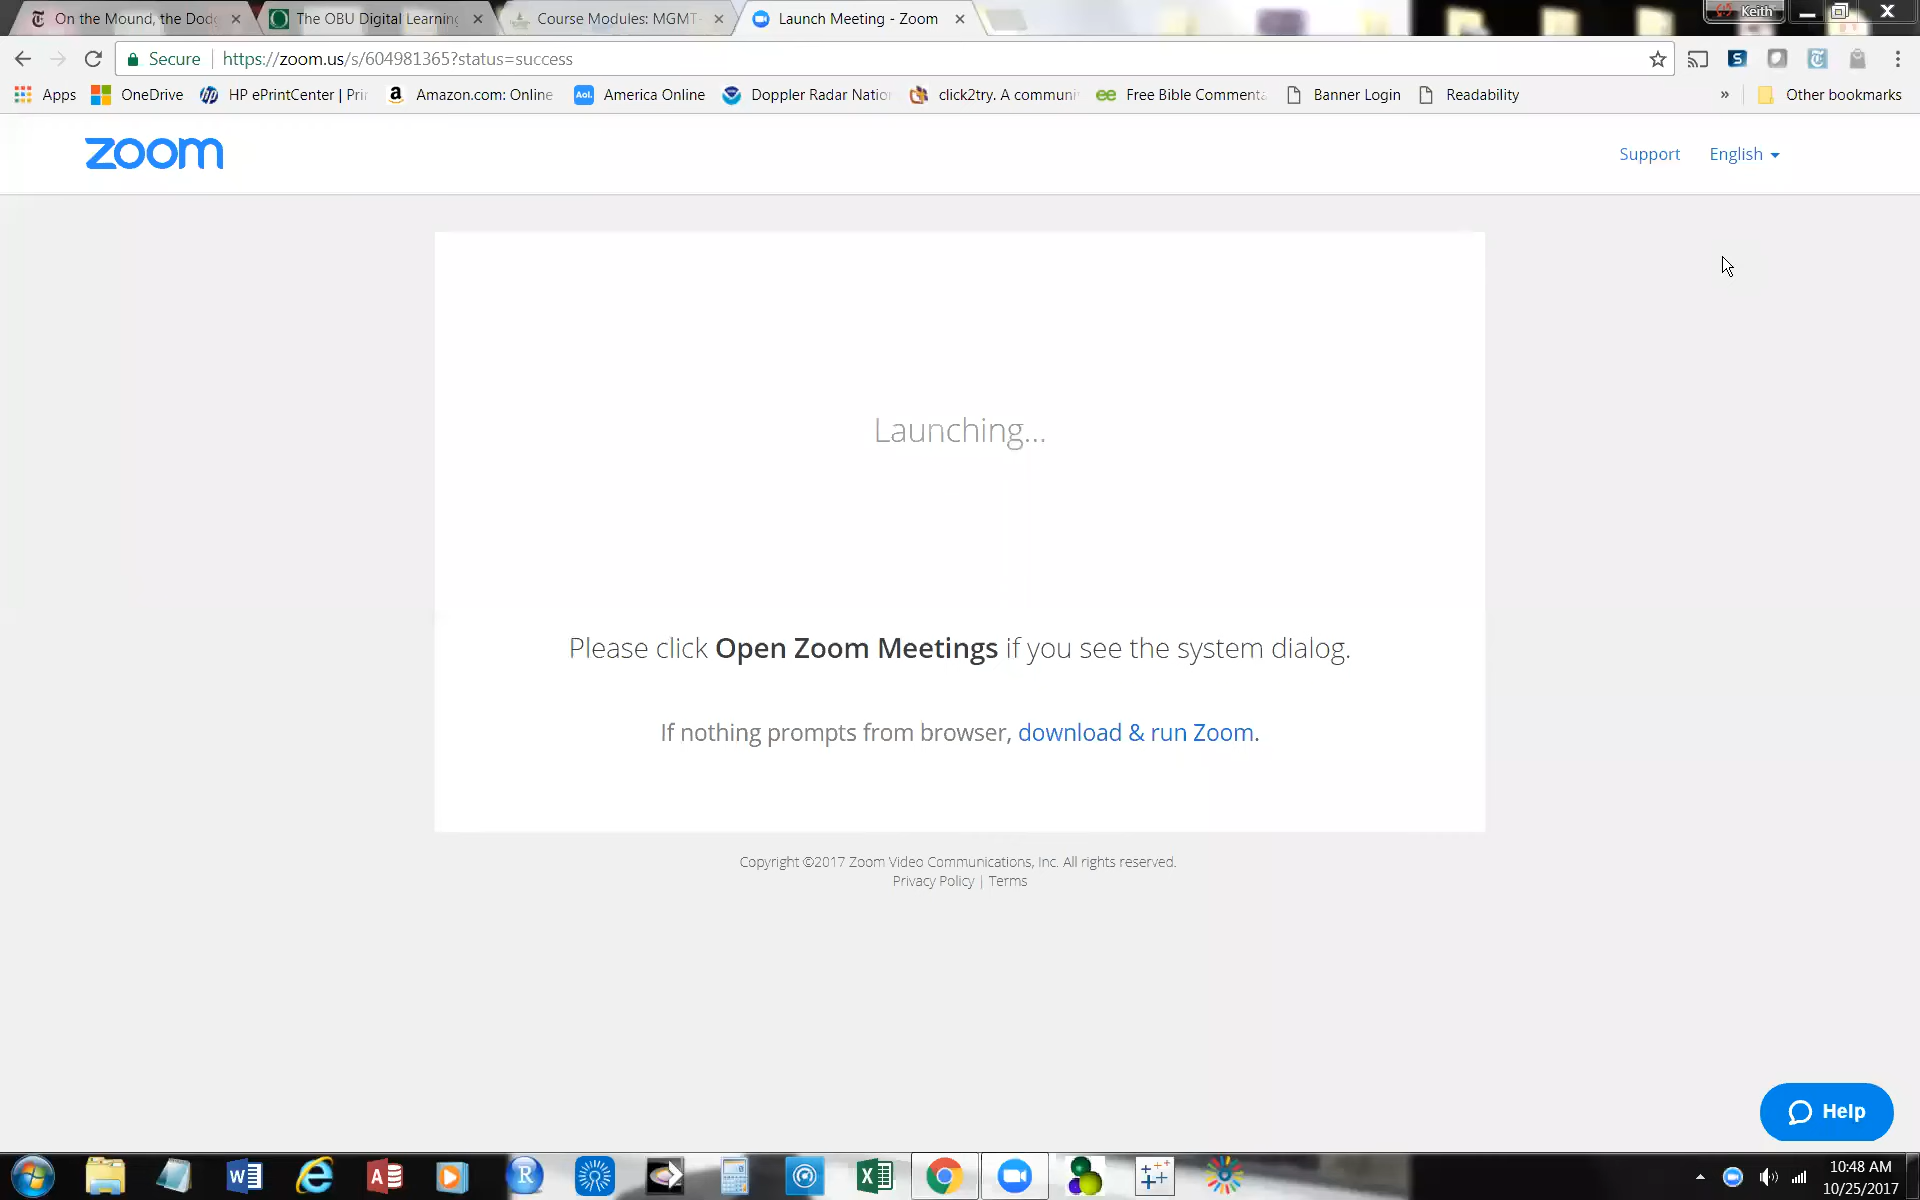 On the Mound, the Dod
The OBU Digital Learning
Course Modules: MGMT-
Launch Meeting - Zoom
Keith
Secure
https://zoom.us/s/604981365?status=success
Apps
OneDrive
HP ePrintCenter | Pri
Amazon.com: Online
America Online
Doppler Radar Natio
click2try. A communi
Free Bible Commenta
Banner Login
Readability
»
Other bookmarks
zoom
Support
English
Launching...
Please click Open Zoom Meetings if you see the system dialog.
If nothing prompts from browser, download & run Zoom.
Copyright ©2017 Zoom Video Communications, Inc. All rights reserved.
Privacy Policy | Terms
Help
10:48 AM
10/25/2017